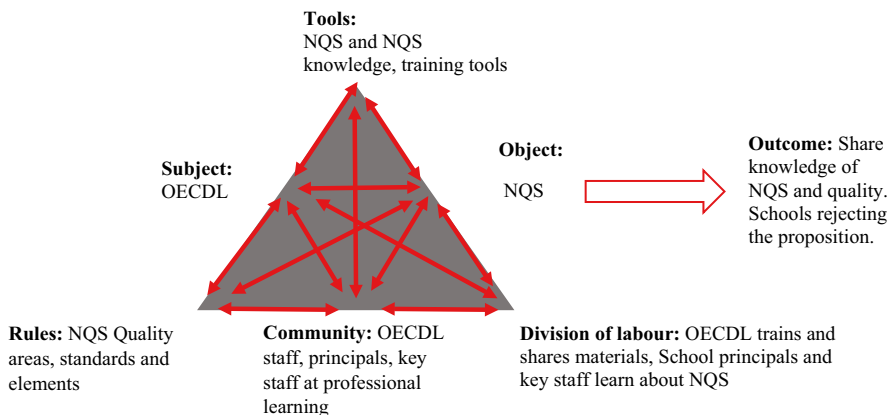 Tools:
NQS and NQS
knowledge, training tools
Subject:
OECDL
Object:
NQS
Outcome: Share
knowledge of
NQS and quality.
Schools rejecting
the proposition.
Rules: NQS Quality
areas, standards and
elements
Community: OECDL
staff, principals, key
staff at professional
learning
Division of labour: OECDL trains and
shares materials, School principals and
key staff learn about NQS